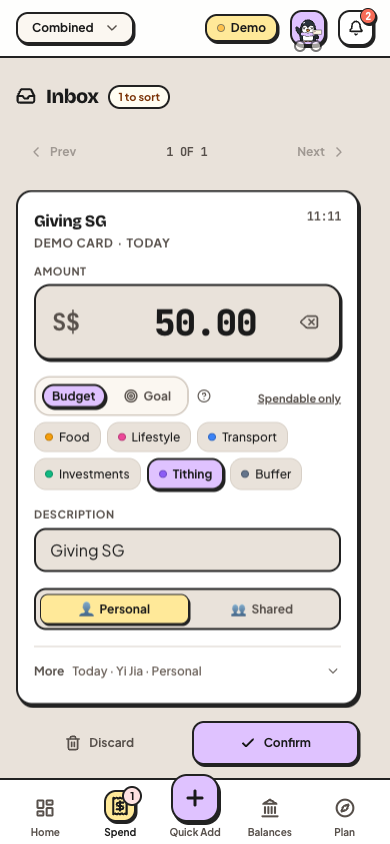 Combined
Demo
2
Inbox 1 to sort
Prev 1 OF 1 Next
Giving SG 11:11
DEMO CARD · TODAY
AMOUNT
S$ 50.00
Budget Goal Spendable only
Food Lifestyle Transport
Investments Tithing Buffer
DESCRIPTION
Giving SG
Personal Shared
More Today · Yi Jia · Personal
Discard Confirm
1
Home Spend Quick Add Balances Plan